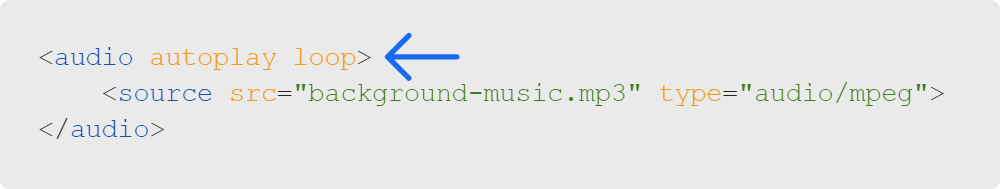 <audio autoplay loop>
<source src="background-music.mp3" type="audio/mpeg">
</audio>